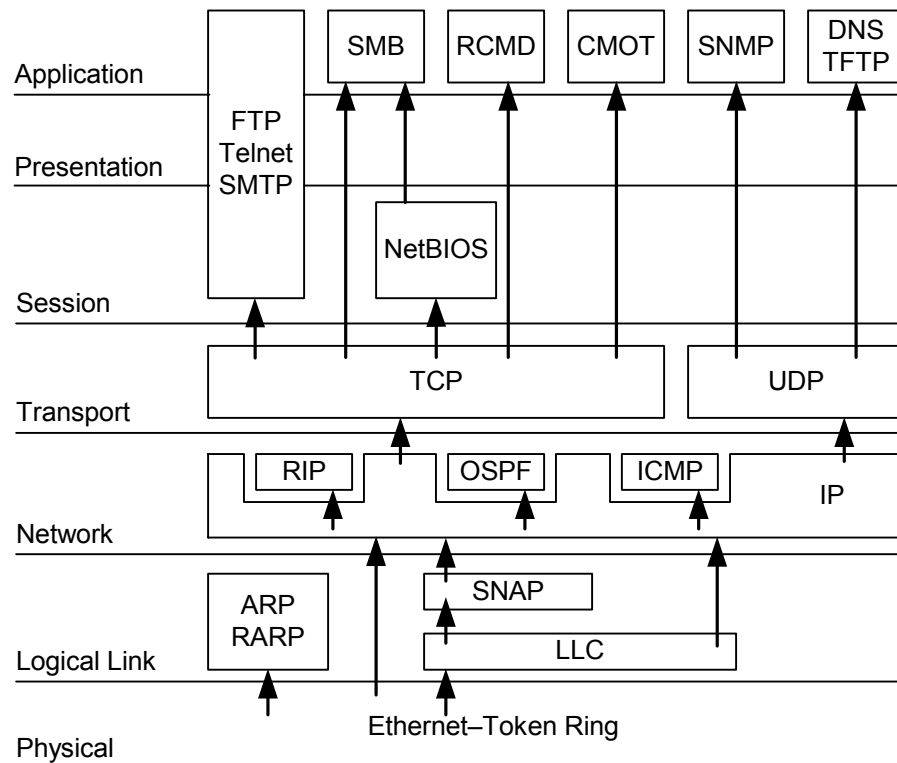 SMB
RCMD
CMOT
SNMP
DNS
TFTP
Application
FTP
Telnet
SMTP
Presentation
NetBIOS
Session
TCP
UDP
Transport
RIP
OSPF
ICMP
IP
Network
ARP
RARP
SNAP
LLC
Logical Link
Ethernet–Token Ring
Physical